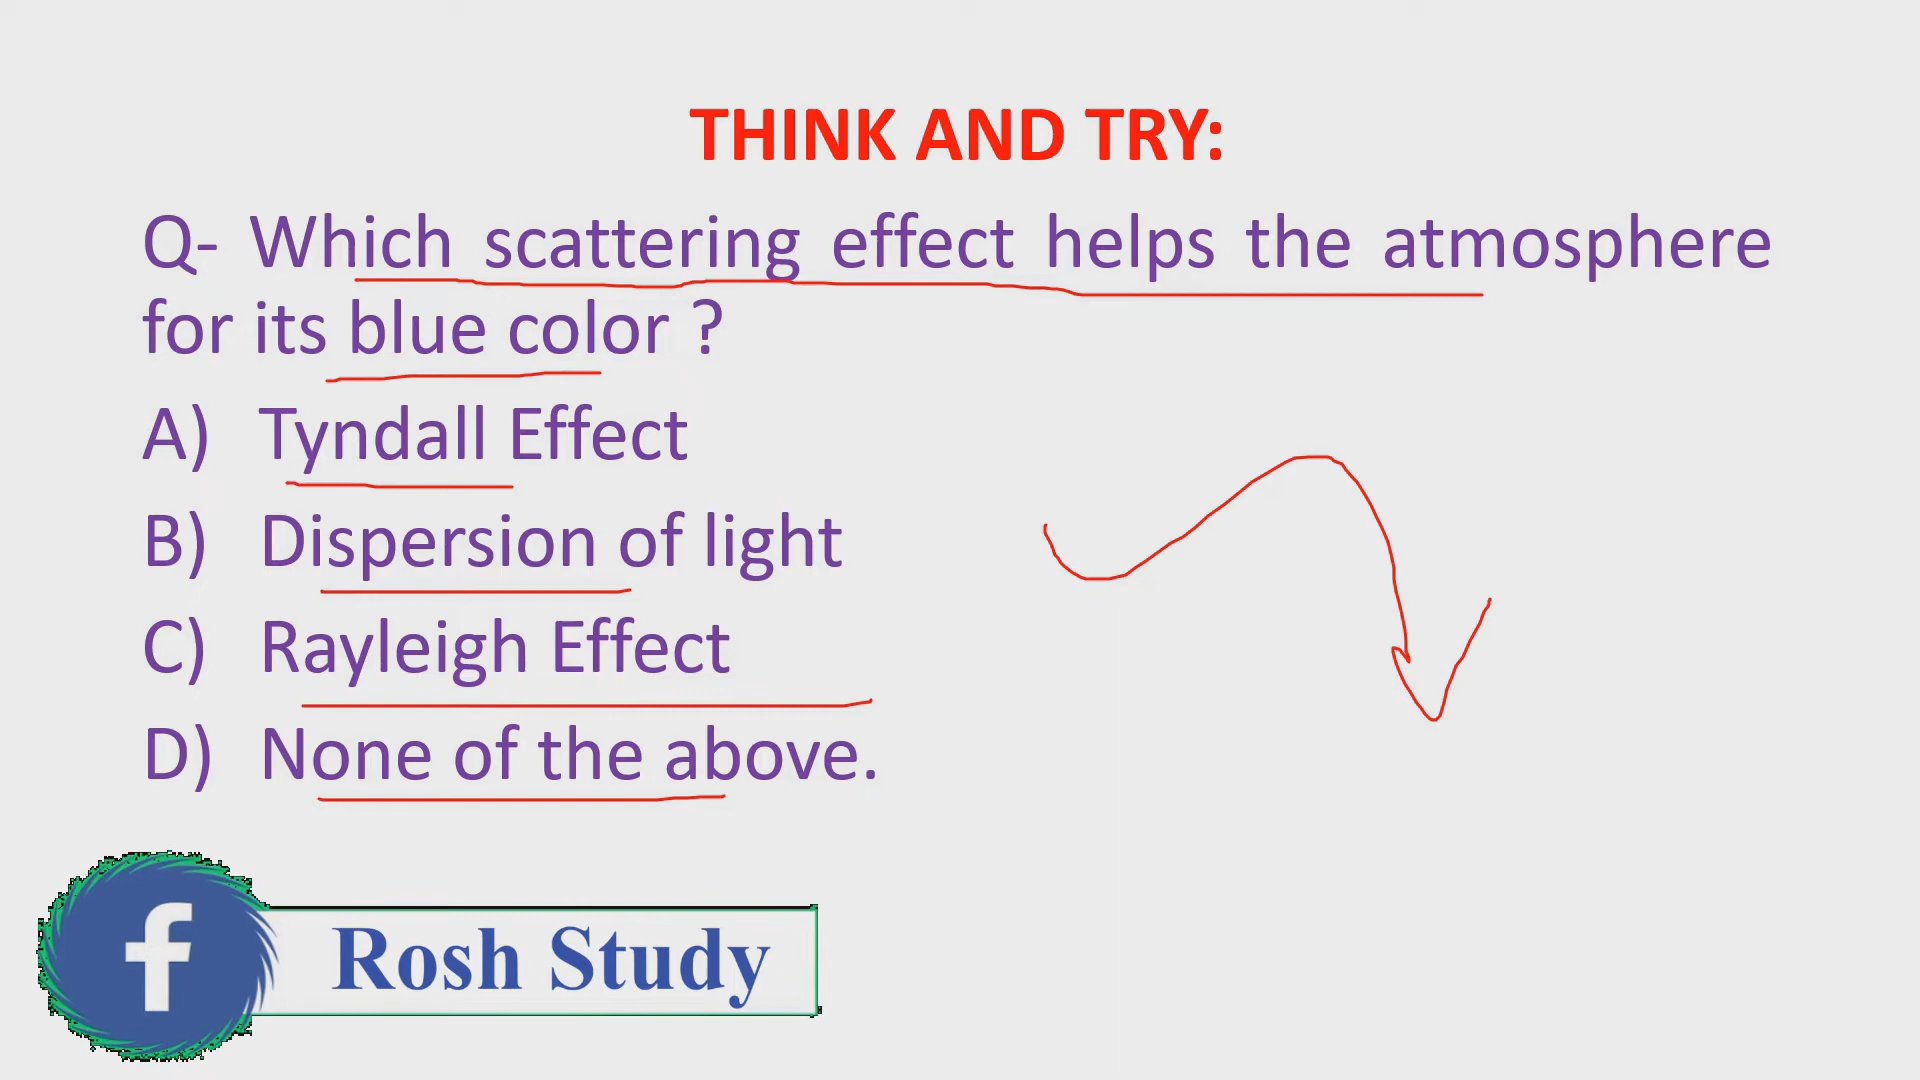 THINK AND TRY:
Q- Which scattering effect helps the atmosphere
for its blue color ?
A) Tyndall Effect
B) Dispersion of light
C) Rayleigh Effect
D) None of the above.
f Rosh Study